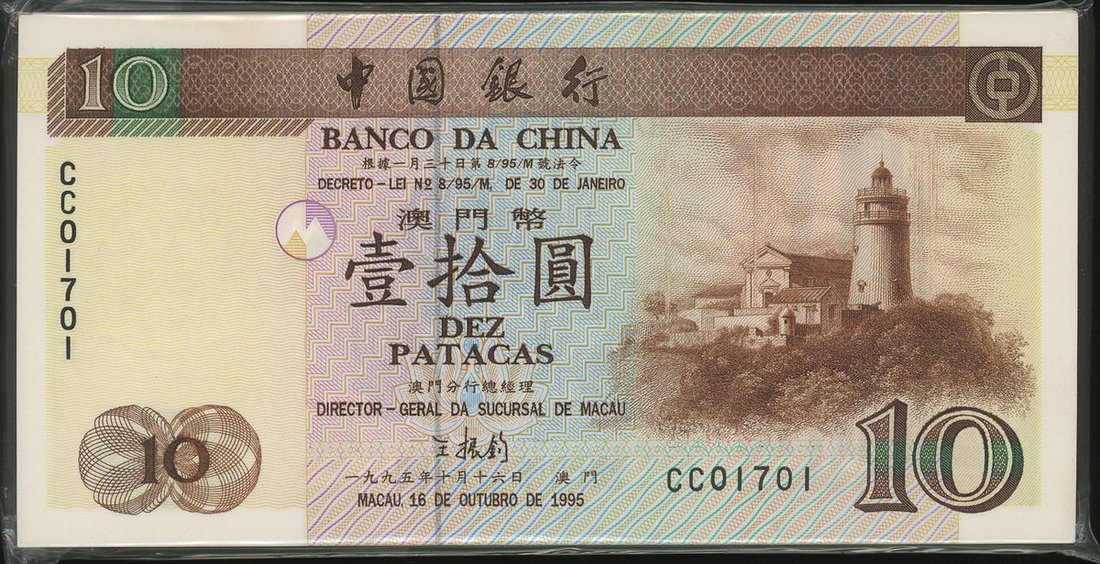 10
中國銀行
BANCO DA CHINA
根據一月三十日第8/95/M號法令
DECRETO-LEI Nº 8/95/M, DE 30 DE JANEIRO
澳門幣
壹拾圓
DEZ
PATACAS
澳門分行總經理
DIRECTOR-GERAL DA SUCURSAL DE MACAU
王振鈞
一九九五年十月十六日 澳門
MACAU, 16 DE OUTUBRO DE 1995
CC01701
10
CC01701
10